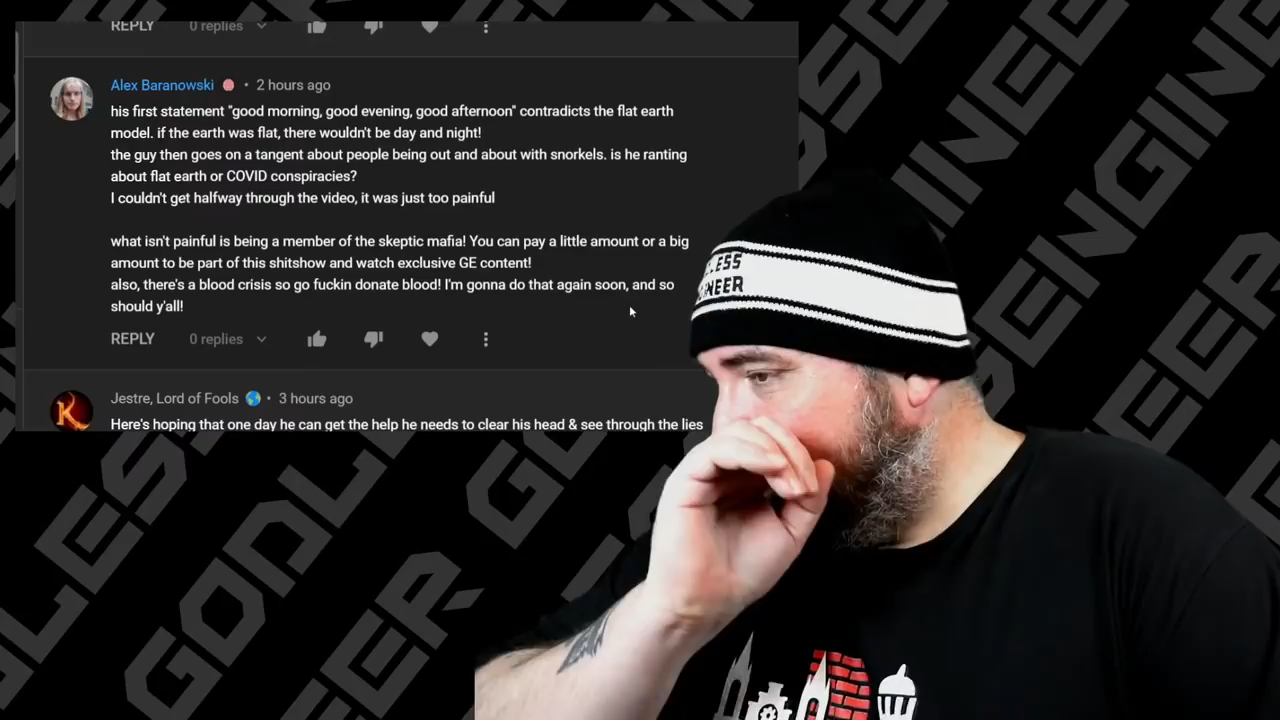 REPLY 0 replies
Alex Baranowski • 2 hours ago
his first statement "good morning, good evening, good afternoon" contradicts the flat earth
model. if the earth was flat, there wouldn't be day and night!
the guy then goes on a tangent about people being out and about with snorkels. is he ranting
about flat earth or COVID conspiracies?
I couldn't get halfway through the video, it was just too painful
what isn't painful is being a member of the skeptic mafia! You can pay a little amount or a big
amount to be part of this shitshow and watch exclusive GE content!
also, there's a blood crisis so go fuckin donate blood! I'm gonna do that again soon, and so
should y'all!
REPLY 0 replies
Jestre, Lord of Fools • 3 hours ago
K
Here's hoping that one day he can get the help he needs to clear his head & see through the lies
GODLESS ENGINEER